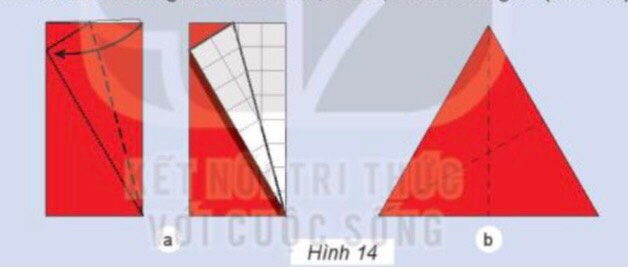 KẾT NỐI TRI THỨC
VỚI CUỘC SỐNG
a
b
Hình 14